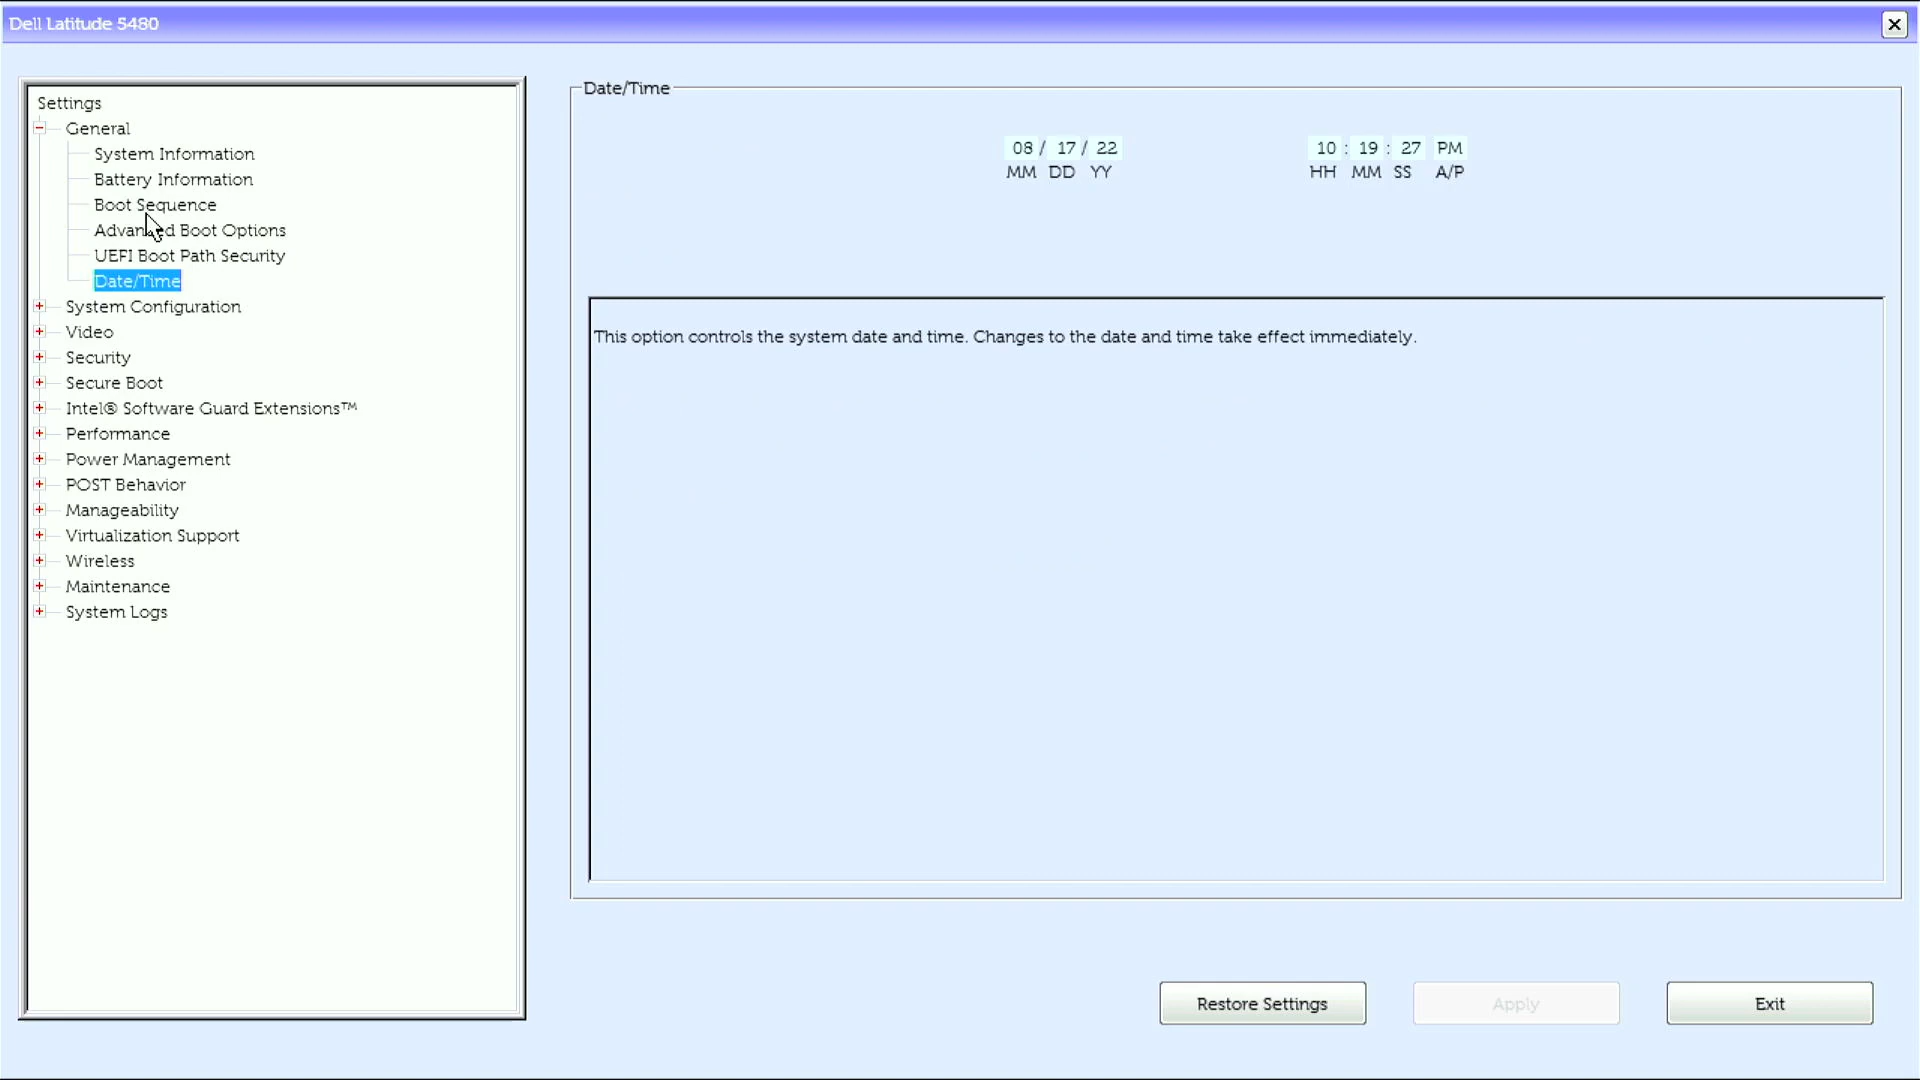 Dell Latitude 5480
Settings
General
System Information
Battery Information
Boot Sequence
Advanced Boot Options
UEFI Boot Path Security
Date/Time
System Configuration
Video
Security
Secure Boot
Intel® Software Guard Extensions™
Performance
Power Management
POST Behavior
Manageability
Virtualization Support
Wireless
Maintenance
System Logs
Date/Time
08 / 17 / 22 10 : 19 : 27 PM
MM DD YY HH MM SS A/P
This option controls the system date and time. Changes to the date and time take effect immediately.
Restore Settings Apply Exit